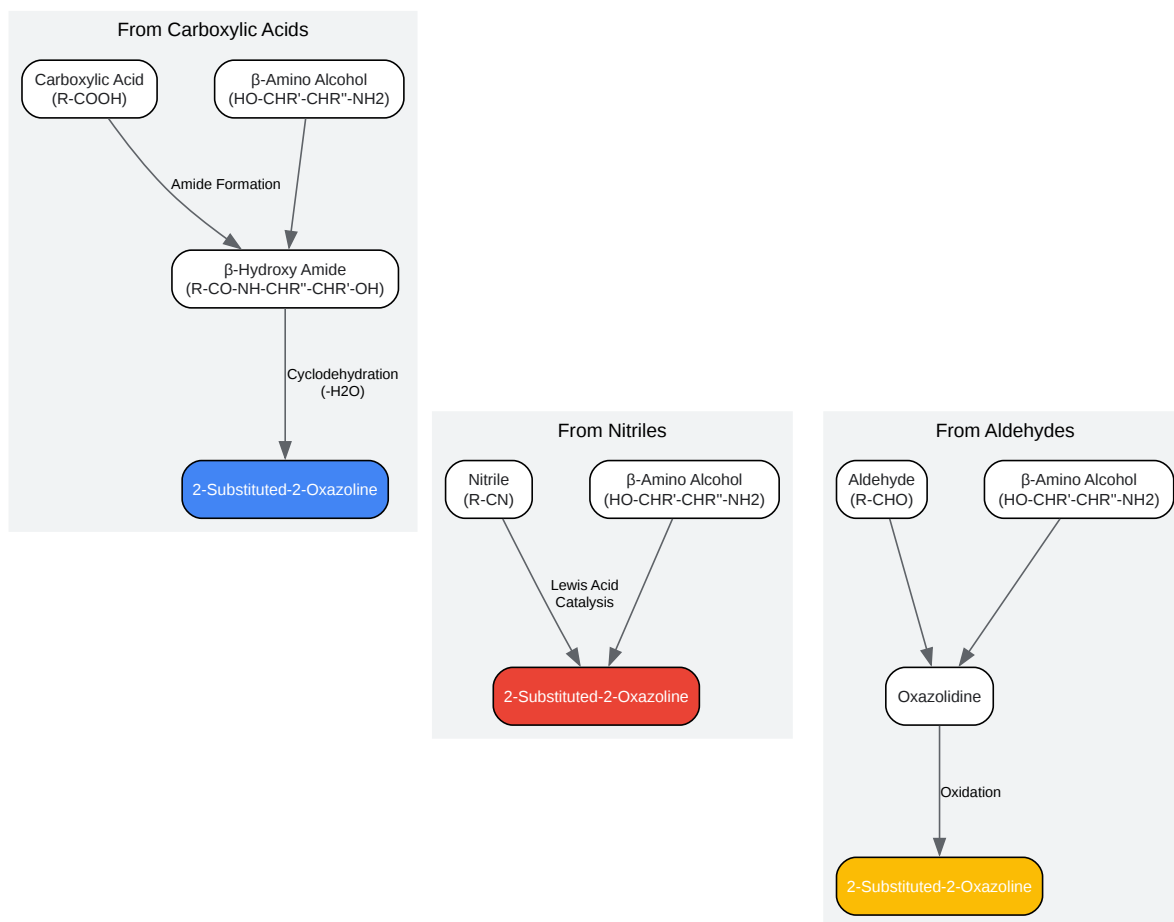 From Carboxylic Acids
Carboxylic Acid
(R-COOH)
β-Amino Alcohol
(HO-CHR'-CHR"-NH2)
Amide Formation
β-Hydroxy Amide
(R-CO-NH-CHR"-CHR'-OH)
Cyclodehydration
(-H2O)
2-Substituted-2-Oxazoline
From Nitriles
Nitrile
(R-CN)
β-Amino Alcohol
(HO-CHR'-CHR"-NH2)
Lewis Acid
Catalysis
2-Substituted-2-Oxazoline
From Aldehydes
Aldehyde
(R-CHO)
β-Amino Alcohol
(HO-CHR'-CHR"-NH2)
Oxazolidine
Oxidation
2-Substituted-2-Oxazoline